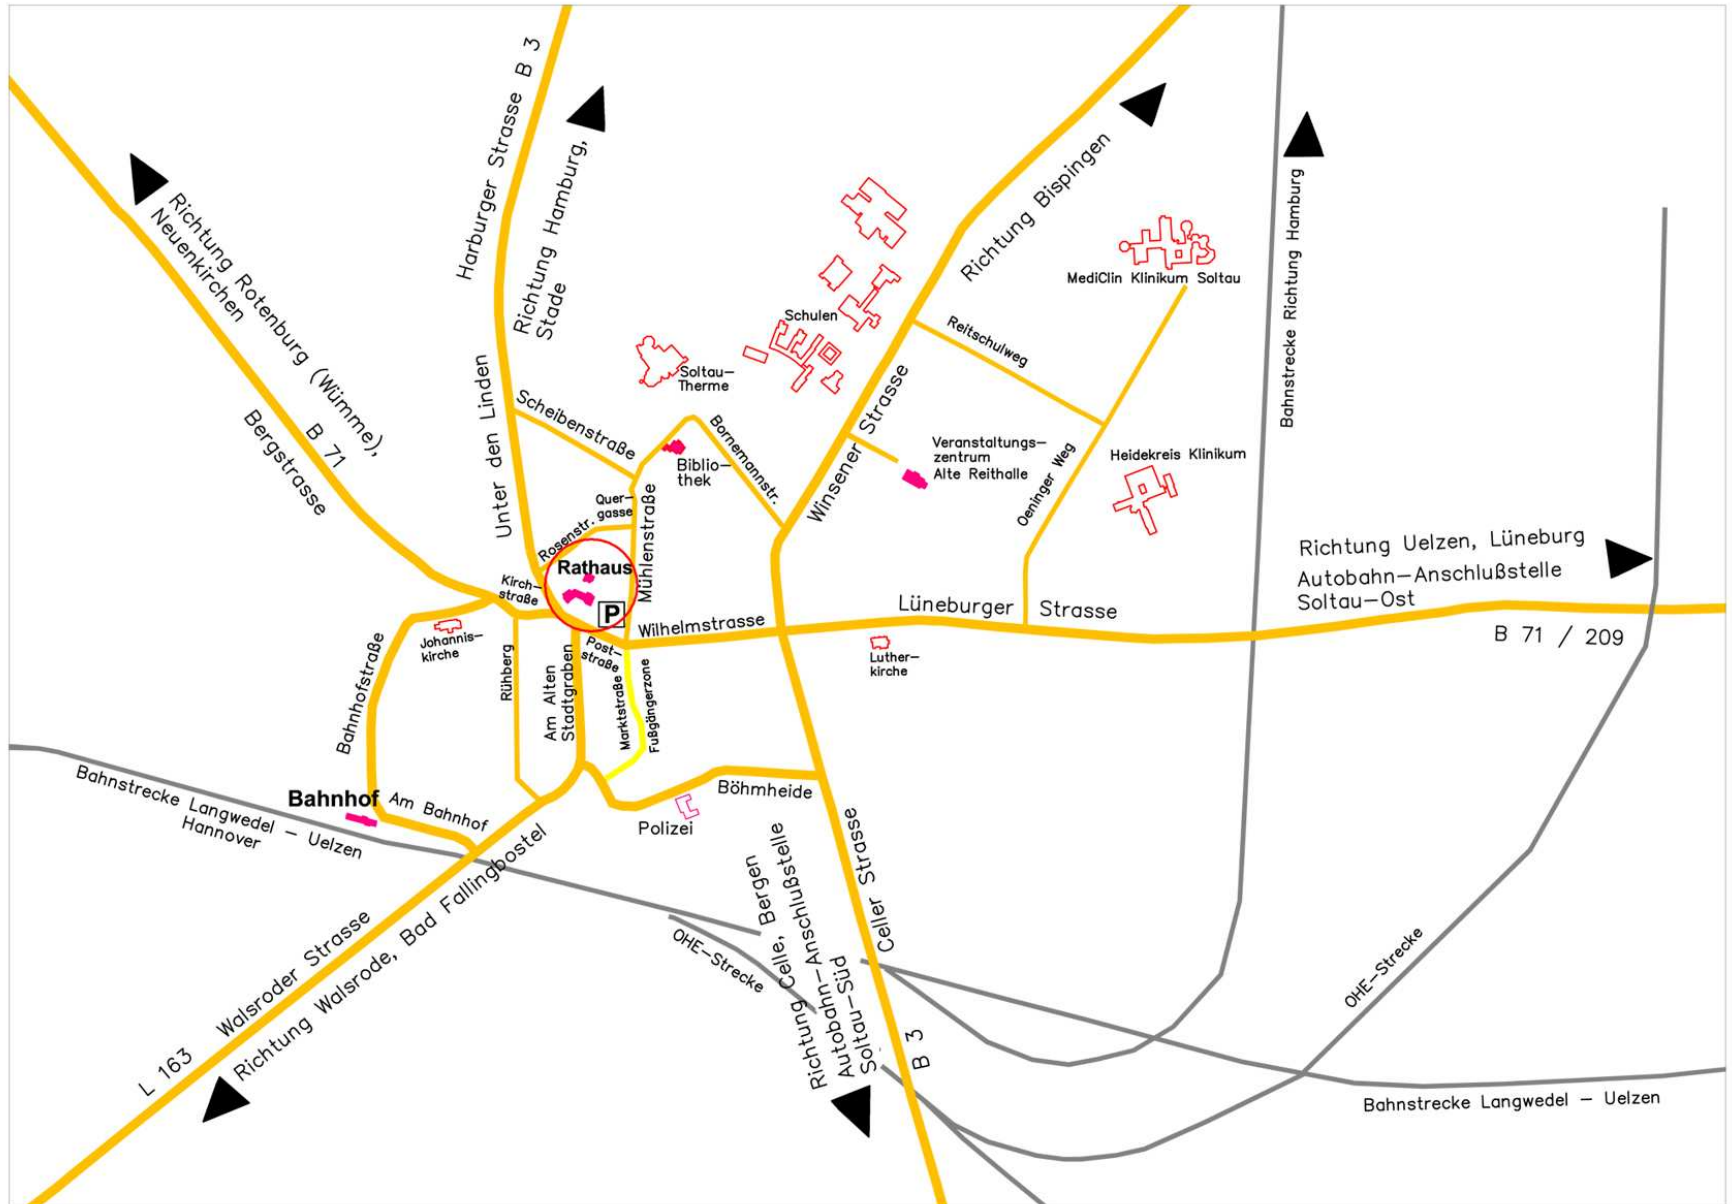 Harburger Strasse B 3
Richtung Hamburg,
Stade
Richtung Rotenburg (Wümme),
Neuenkirchen
B 71
Bergstrasse
Unter den Linden
Scheibenstraße
Soltau-
Therme
Schulen
Richtung Bispingen
MediClin Klinikum Soltau
Bahnstrecke Richtung Hamburg
Reitschulweg
Winsener Strasse
Bornemannstr.
Biblio-
thek
Veranstaltungs-
zentrum
Alte Reithalle
Oeninger Weg
Heidekreis Klinikum
Quer-
gasse
Rosenstr.
Mühlenstraße
Rathaus
P
Kirch-
straße
Richtung Uelzen, Lüneburg
Autobahn-Anschlußstelle
Soltau-Ost
Lüneburger Strasse
B 71 / 209
Wilhelmstrasse
Post-
straße
Johannis-
kirche
Luther-
kirche
Bahnhofstraße
Rühberg
Am Alten
Stadtgraben
Marktstraße
Fußgängerzone
Böhmheide
Polizei
Bahnhof
Am Bahnhof
Bahnstrecke Langwedel - Uelzen
Hannover
Walsroder Strasse
L 163
Richtung Walsrode, Bad Fallingbostel
OHE-Strecke
Richtung Celle, Bergen
Autobahn-Anschlußstelle
Soltau-Süd
Celler Strasse
B 3
OHE-Strecke
Bahnstrecke Langwedel - Uelzen